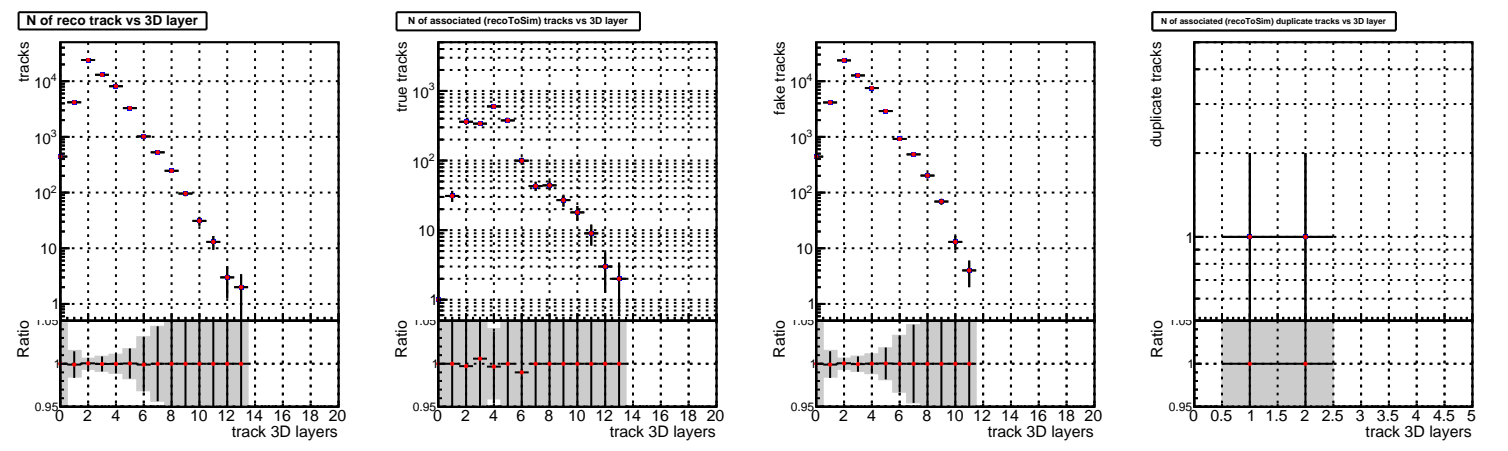 N of reco track vs 3D layer
tracks
10⁴
10³
10²
10
1
Ratio
1.05
1
0.95
0 2 4 6 8 10 12 14 16 18 20
track 3D layers
N of associated (recoToSim) tracks vs 3D layer
true tracks
10³
10²
10
1
Ratio
1.05
1
0.95
0 2 4 6 8 10 12 14 16 18 20
track 3D layers
fake tracks
10⁴
10³
10²
10
1
Ratio
1.05
1
0.95
0 2 4 6 8 10 12 14 16 18 20
track 3D layers
N of associated (recoToSim) duplicate tracks vs 3D layer
duplicate tracks
1
Ratio
1.05
1
0.95
0 0.5 1 1.5 2 2.5 3 3.5 4 4.5 5
track 3D layers